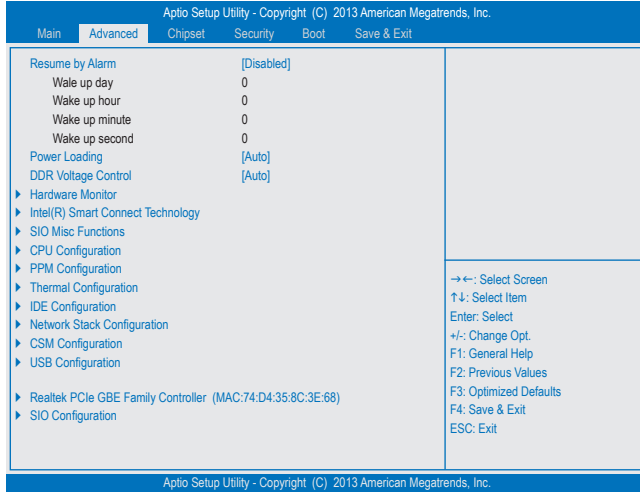 Aptio Setup Utility - Copyright (C) 2013 American Megatrends, Inc.
Main Advanced Chipset Security Boot Save & Exit
Resume by Alarm [Disabled]
Wale up day 0
Wake up hour 0
Wake up minute 0
Wake up second 0
Power Loading [Auto]
DDR Voltage Control [Auto]
Hardware Monitor
Intel(R) Smart Connect Technology
SIO Misc Functions
CPU Configuration
PPM Configuration
Thermal Configuration
IDE Configuration
Network Stack Configuration
CSM Configuration
USB Configuration
Realtek PCIe GBE Family Controller (MAC:74:D4:35:8C:3E:68)
SIO Configuration
→←: Select Screen
↑↓: Select Item
Enter: Select
+/-: Change Opt.
F1: General Help
F2: Previous Values
F3: Optimized Defaults
F4: Save & Exit
ESC: Exit
Aptio Setup Utility - Copyright (C) 2013 American Megatrends, Inc.